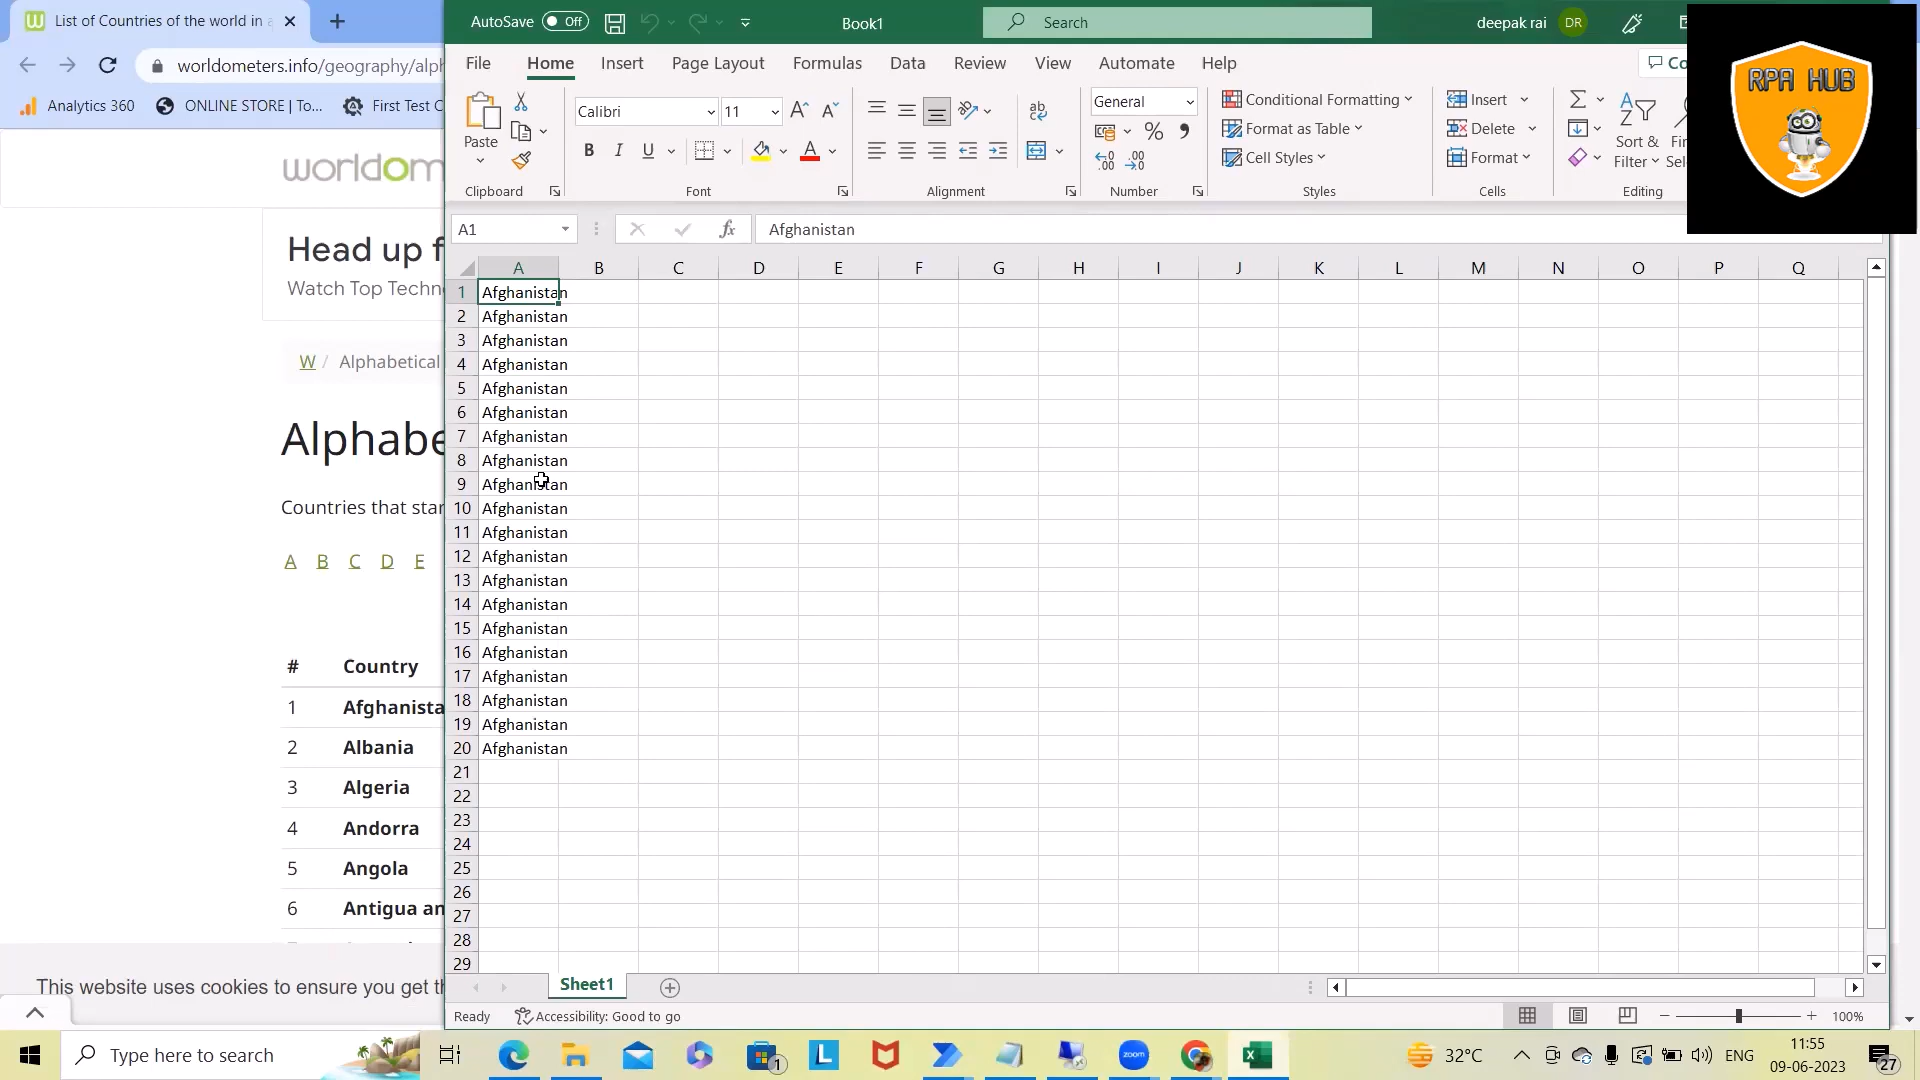 List of Countries of the world in
worldometers.info/geography/alph
Analytics 360
ONLINE STORE | To...
First Test C
worldom
Head up f
Watch Top Techn
W / Alphabetical
Alphabe
Countries that star
A B C D E
# Country
1 Afghanista
2 Albania
3 Algeria
4 Andorra
5 Angola
6 Antigua an
This website uses cookies to ensure you get th
AutoSave Off
Book1
Search
deepak rai DR
File Home Insert Page Layout Formulas Data Review View Automate Help
Co
Paste
Clipboard
Calibri 11
B I U
Font
Alignment
General
Number
Conditional Formatting
Format as Table
Cell Styles
Styles
Insert
Delete
Format
Cells
Sort &
Filter
Editing
RPA HUB
A1 fx Afghanistan
A B C D E F G H I J K L M N O P Q
1 Afghanistan
2 Afghanistan
3 Afghanistan
4 Afghanistan
5 Afghanistan
6 Afghanistan
7 Afghanistan
8 Afghanistan
9 Afghanistan
10 Afghanistan
11 Afghanistan
12 Afghanistan
13 Afghanistan
14 Afghanistan
15 Afghanistan
16 Afghanistan
17 Afghanistan
18 Afghanistan
19 Afghanistan
20 Afghanistan
21
22
23
24
25
26
27
28
29
Sheet1
Ready
Accessibility: Good to go
100%
Type here to search
1
L
zoom
32°C
ENG
11:55
09-06-2023
27